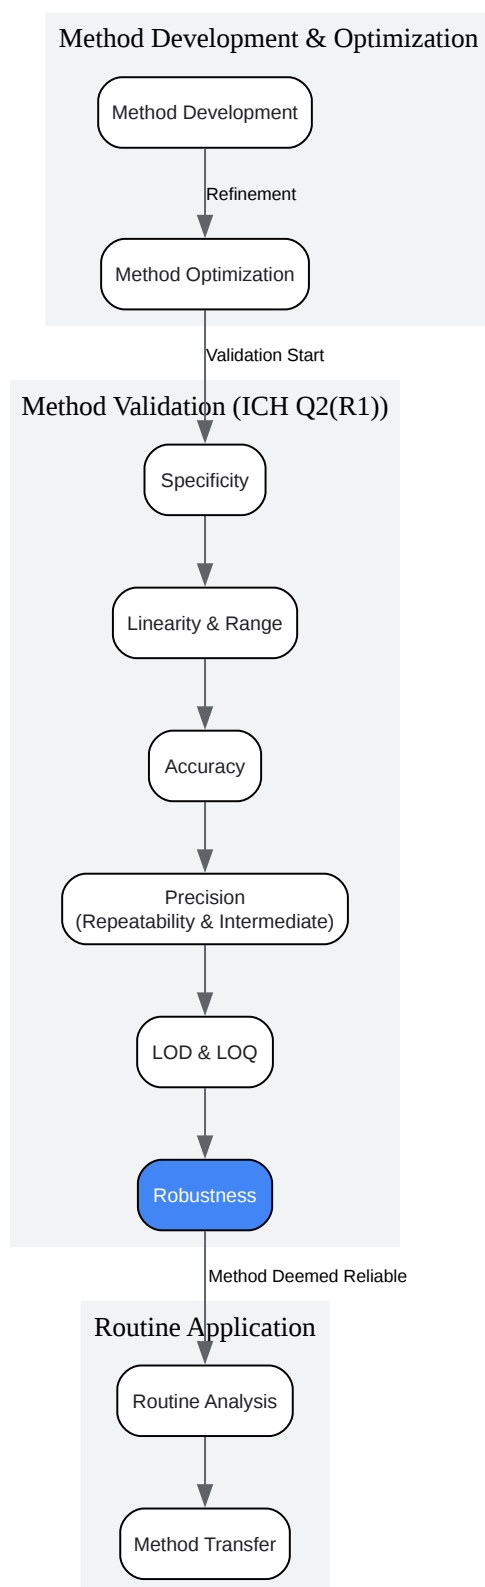 Method Development & Optimization
Method Development
Refinement
Method Optimization
Validation Start
Method Validation (ICH Q2(R1))
Specificity
Linearity & Range
Accuracy
Precision
(Repeatability & Intermediate)
LOD & LOQ
Robustness
Method Deemed Reliable
Routine Application
Routine Analysis
Method Transfer